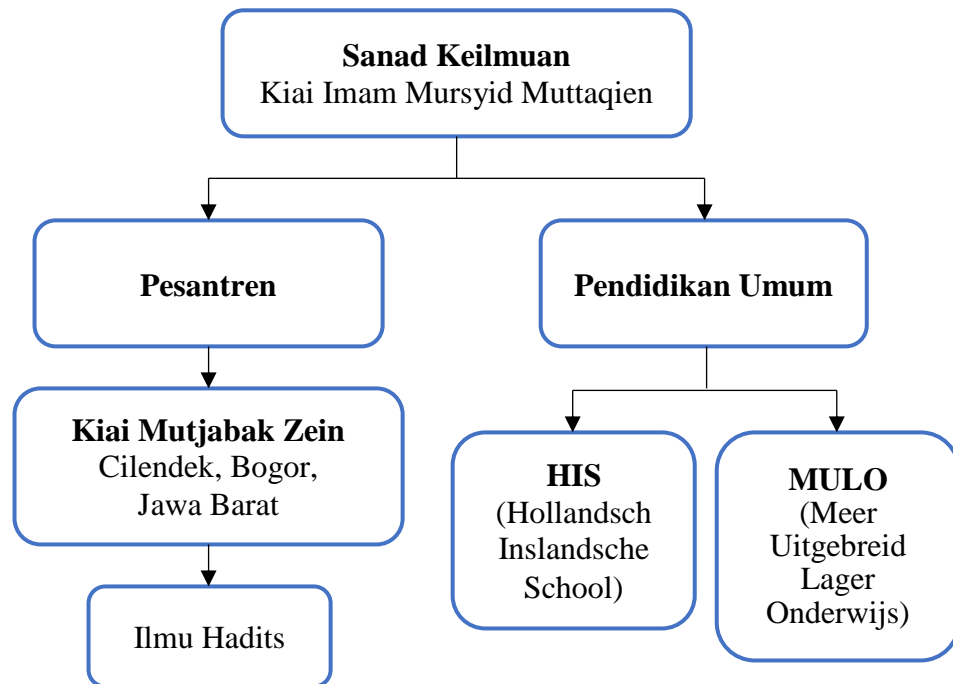 Sanad Keilmuan
Kiai Imam Mursyid Muttaqien
Pesantren
Pendidikan Umum
Kiai Mutjabak Zein
Cilendek, Bogor,
Jawa Barat
HIS
(Hollandsch
Inslandsche
School)
MULO
(Meer
Uitgebreid
Lager
Onderwijs)
Ilmu Hadits